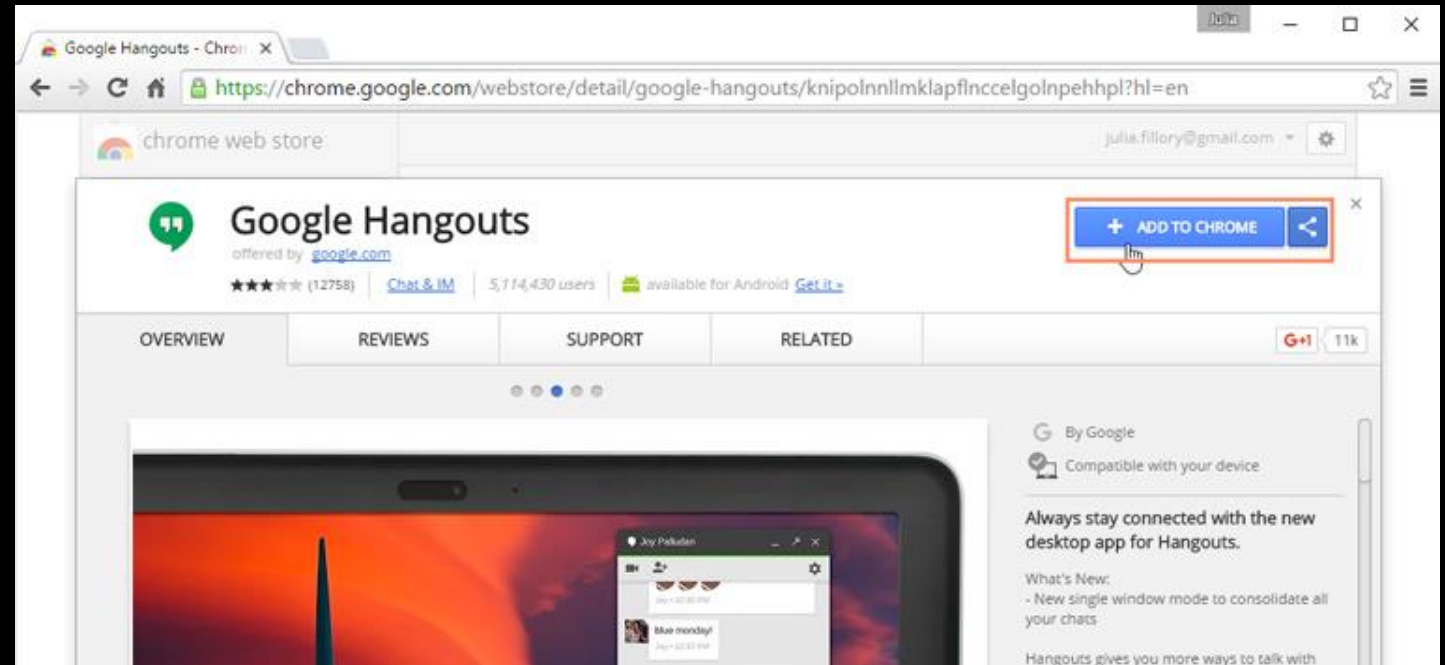 Julia
Google Hangouts - Chrom
https://chrome.google.com/webstore/detail/google-hangouts/knipolnnllmklapflnccelgolnpehhpl?hl=en
chrome web store
julia.fillory@gmail.com
Google Hangouts
+ ADD TO CHROME
offered by google.com
(12758) Chat & IM 5,114,430 users available for Android Get it »
OVERVIEW REVIEWS SUPPORT RELATED G+1 11k
By Google
Compatible with your device
Always stay connected with the new
desktop app for Hangouts.
What's New:
- New single window mode to consolidate all
your chats
Hangouts gives you more ways to talk with
Joy Palludan
blue monday!